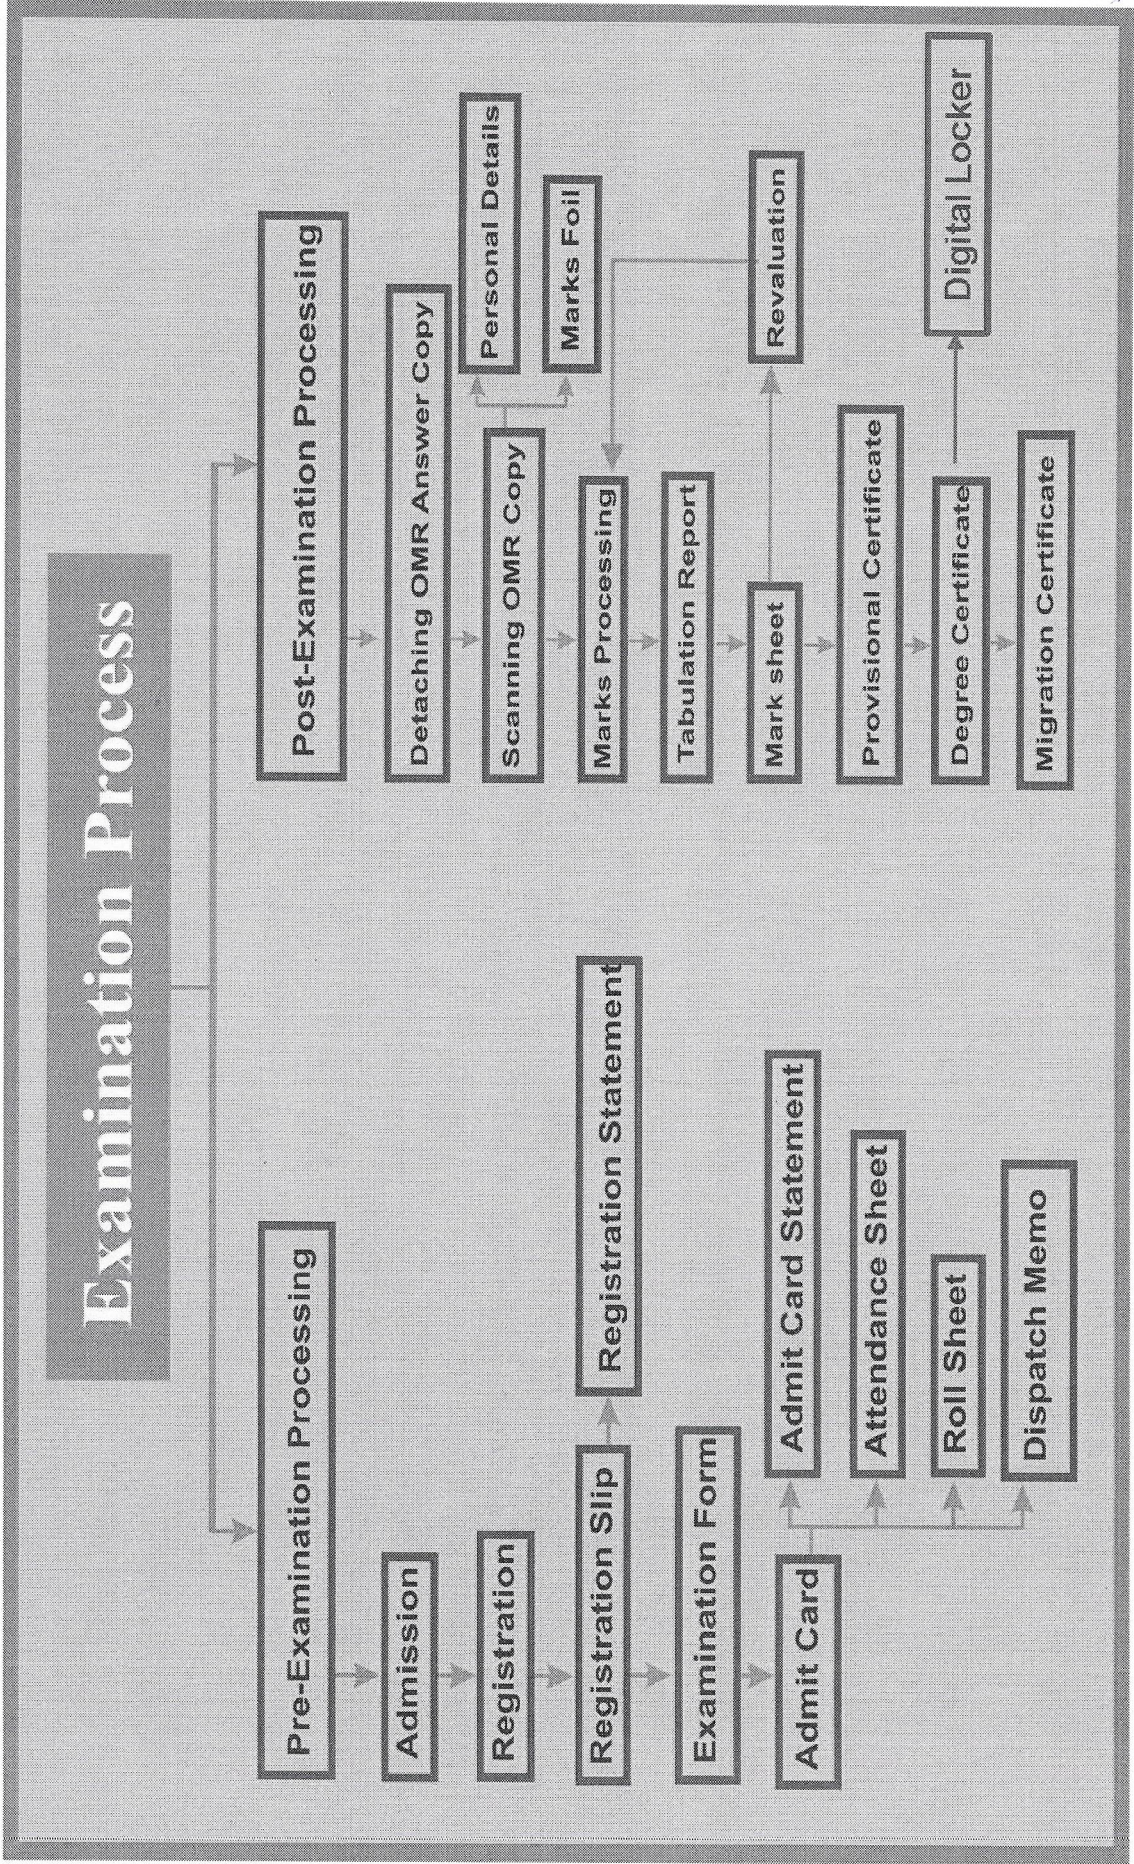 Examination Process
Pre-Examination Processing
Admission
Registration
Registration Slip
Registration Statement
Examination Form
Admit Card
Admit Card Statement
Attendance Sheet
Roll Sheet
Dispatch Memo
Post-Examination Processing
Detaching OMR Answer Copy
Scanning OMR Copy
Personal Details
Marks Foil
Marks Processing
Tabulation Report
Mark sheet
Revaluation
Provisional Certificate
Degree Certificate
Digital Locker
Migration Certificate